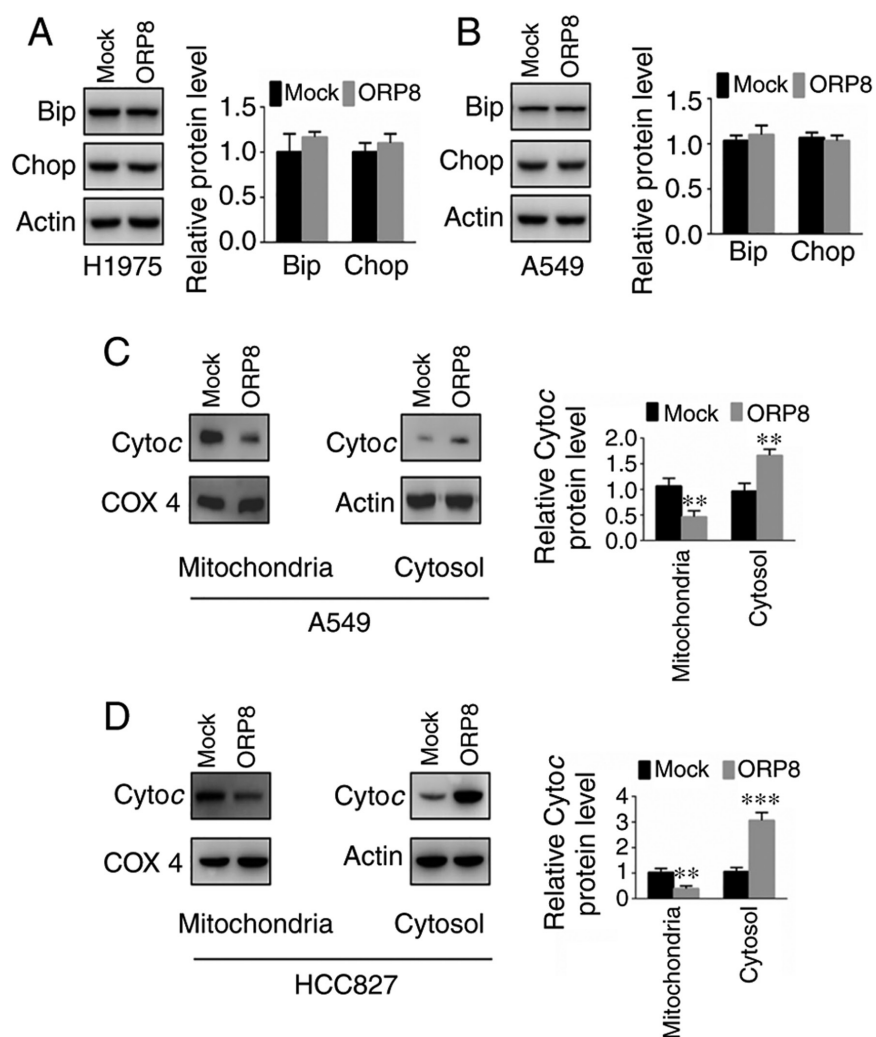 A
Mock
ORP8
Bip
Chop
Actin
H1975
Relative protein level
Mock ORP8
1.5
1.0
0.5
0.0
Bip Chop
B
Mock
ORP8
Bip
Chop
Actin
A549
Relative protein level
Mock ORP8
1.5
1.0
0.5
0.0
Bip Chop
C
Mock
ORP8
Cytoc
COX 4
Mitochondria
Mock
ORP8
Cytoc
Actin
Cytosol
A549
Relative Cytoc
protein level
Mock ORP8
2.0
1.5
1.0
0.5
0.0
**
**
Mitochondria
Cytosol
D
Mock
ORP8
Cytoc
COX 4
Mitochondria
Mock
ORP8
Cytoc
Actin
Cytosol
HCC827
Relative Cytoc
protein level
Mock ORP8
4
3
2
1
0
**
***
Mitochondria
Cytosol